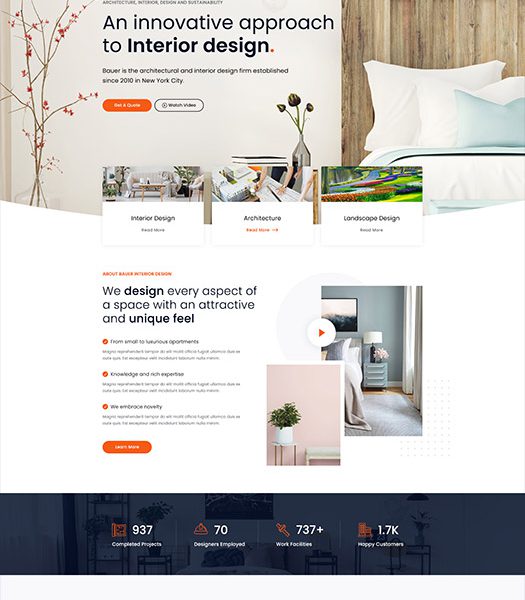 ARCHITECTURE, INTERIOR, DESIGN AND SUSTAINABILITY
An innovative approach
to Interior design.
Bauer is the architectural and interior design firm established
since 2010 in New York City.
Get A Quote
Watch Video
Interior Design
Read More
Architecture
Read More
Landscape Design
Read More
ABOUT BAUER INTERIOR DESIGN
We design every aspect of
a space with an attractive
and unique feel
From small to luxurious apartments
Magna reprehenderit tempor do elit mollit officia fugiat ullamco duis ex
aute quis. Est excepteur velit incididunt laborum nulla minim.
Knowledge and rich expertise
Magna reprehenderit tempor do elit mollit officia fugiat ullamco duis ex
aute quis. Est excepteur velit incididunt laborum nulla minim.
We embrace novelty
Magna reprehenderit tempor do elit mollit officia fugiat ullamco duis ex
aute quis. Est excepteur velit incididunt laborum nulla minim.
Learn More
937
Completed Projects
70
Designers Employed
737+
Work Facilities
1.7K
Happy Customers